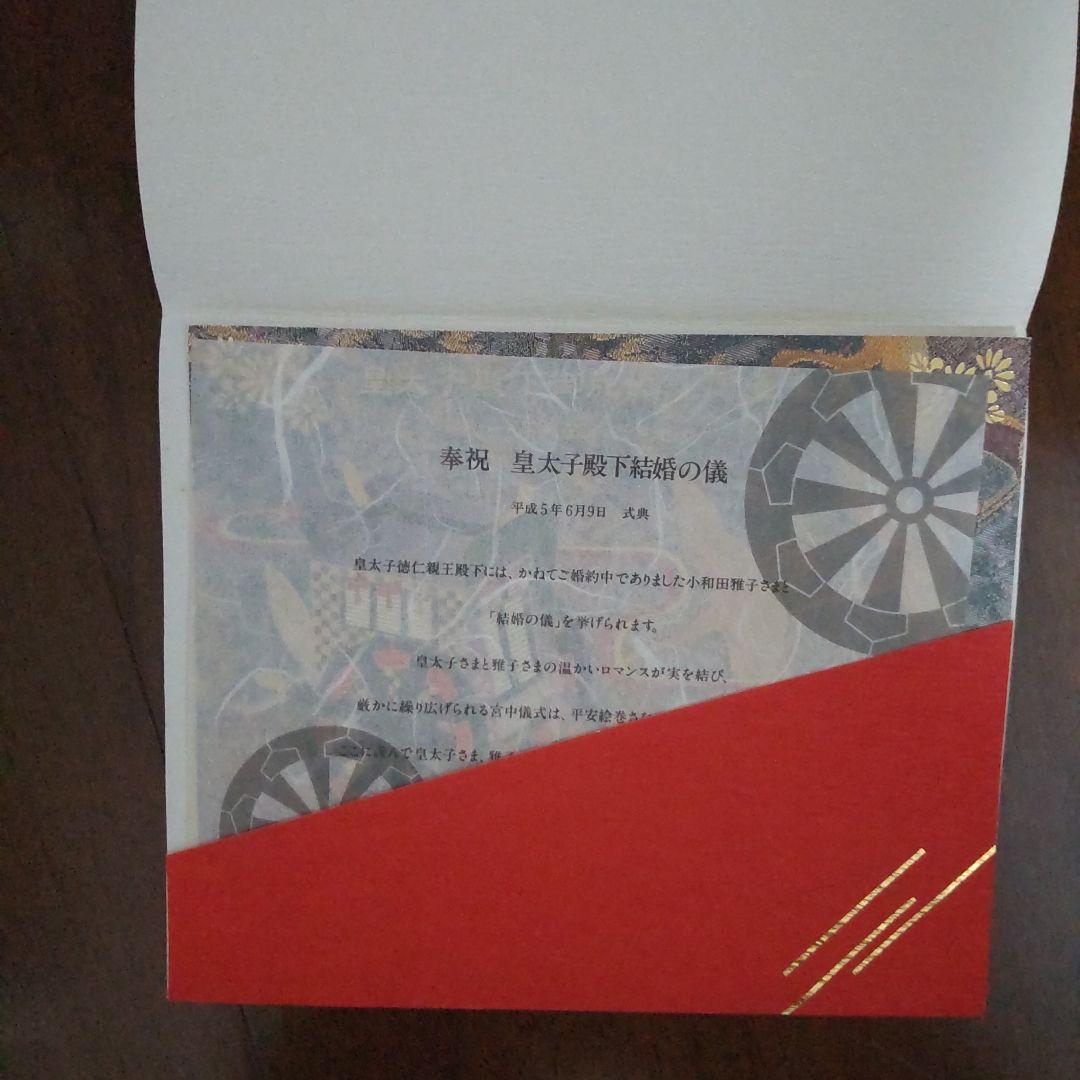 奉祝 皇太子殿下結婚の儀
平成5年6月9日 式典
皇太子徳仁親王殿下には、かねてご婚約中でありました小和田雅子さまと
「結婚の儀」を挙げられます。
皇太子さまと雅子さまの温かいロマンスが実を結び、
厳かに繰り広げられる宮中儀式は、平安絵巻さな
ここに謹んで皇太子さま、雅子